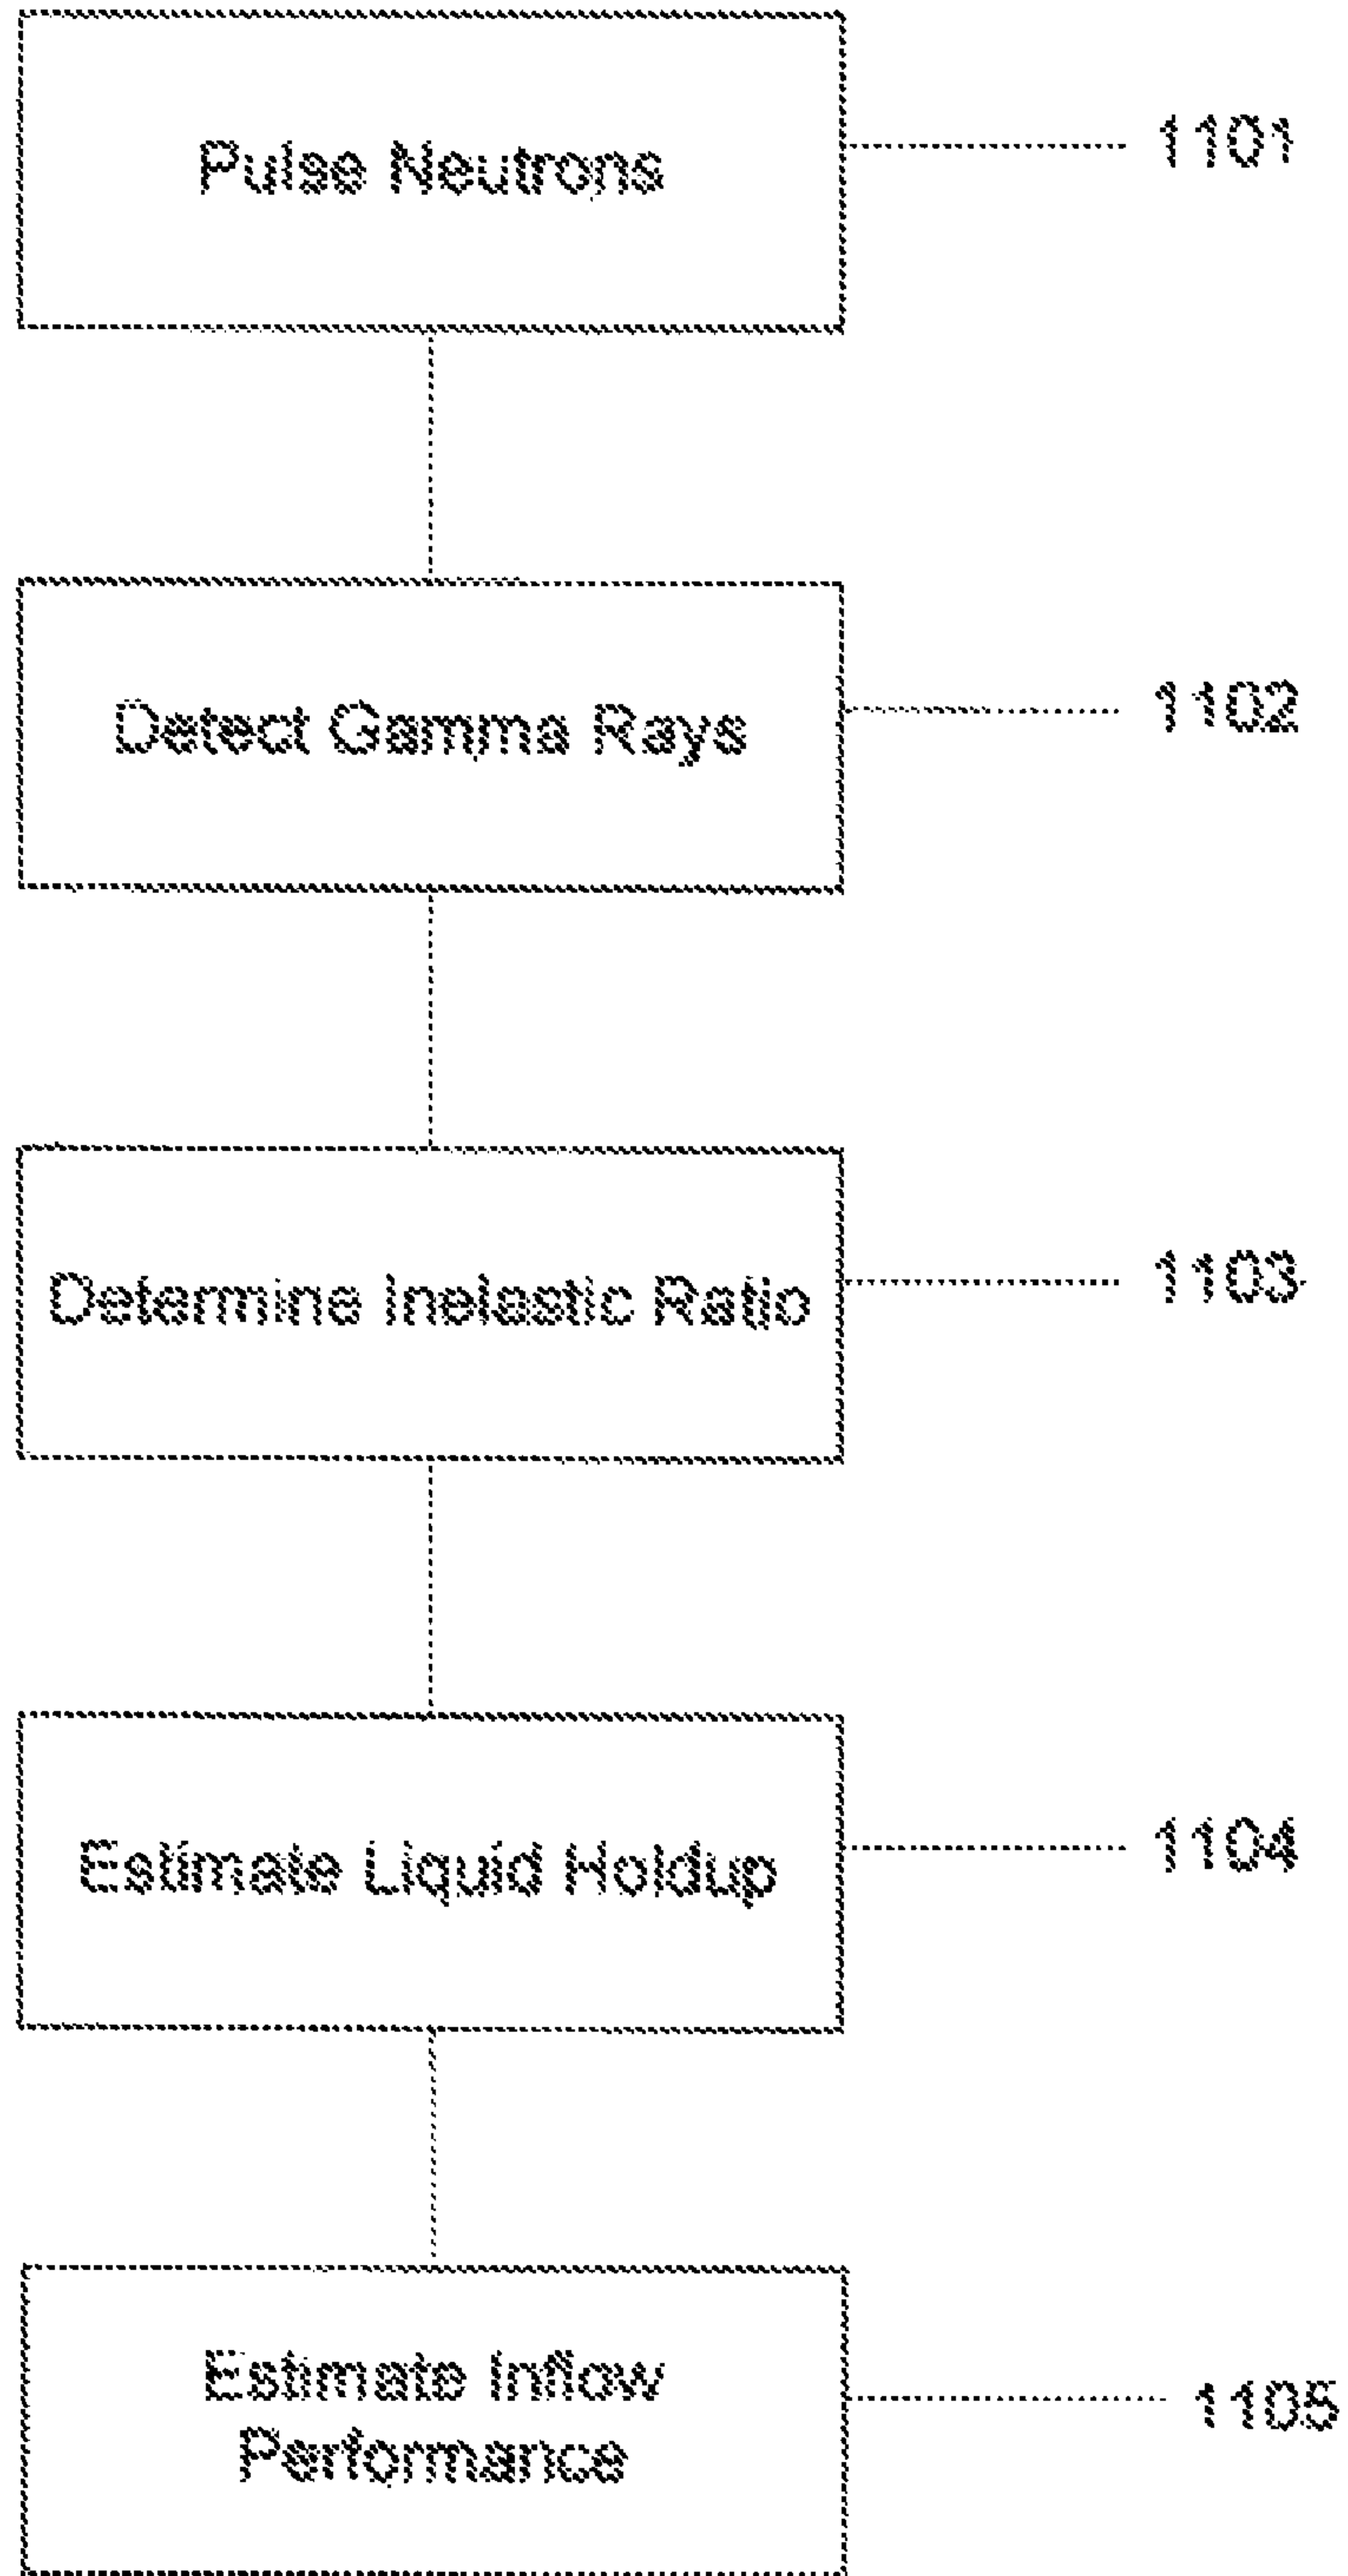 Pulse Neutrons
1101
Detect Gamma Rays
1102
Determine Inelastic Ratio
1103
Estimate Liquid Holdup
1104
Estimate Inflow
Performance
1105